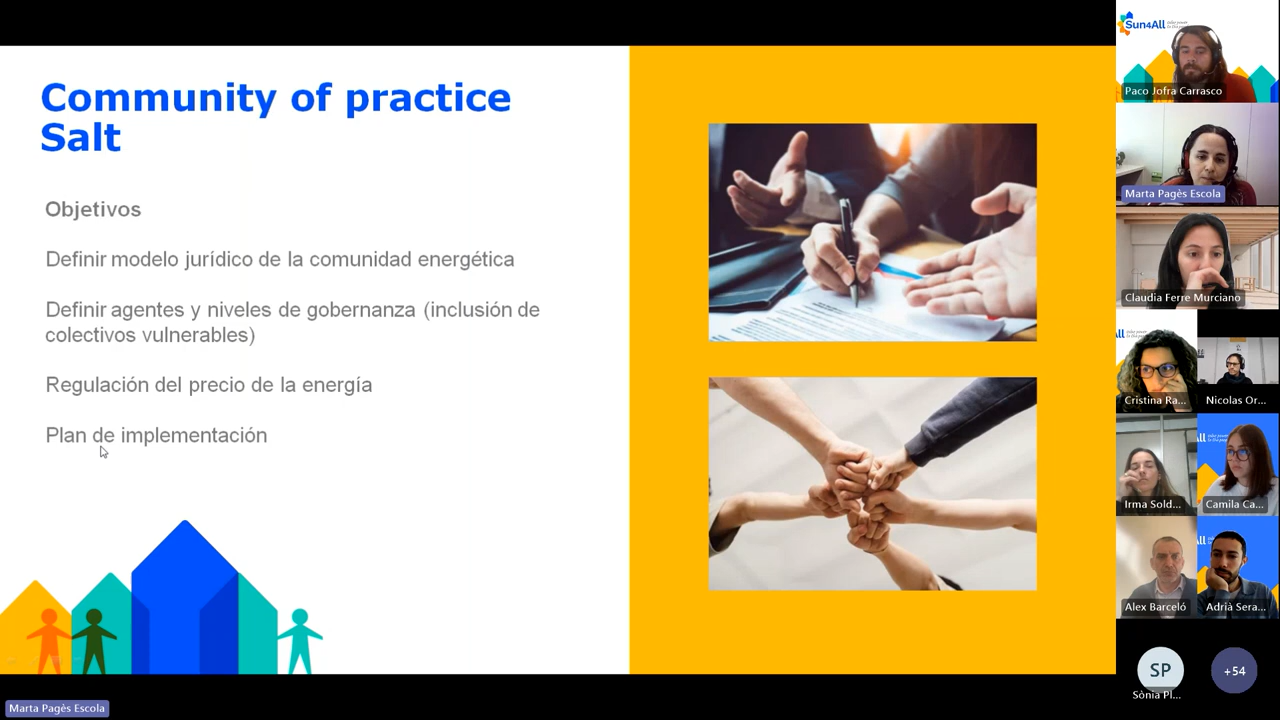 Community of practice
Salt
Objetivos
Definir modelo jurídico de la comunidad energética
Definir agentes y niveles de gobernanza (inclusión de
colectivos vulnerables)
Regulación del precio de la energía
Plan de implementación
Marta Pagès Escola
Sun4All
Paco Jofra Carrasco
Marta Pagès Escola
Claudia Ferre Murciano
All
Cristina Ra...
Nicolas Or...
Irma Sold...
Camila Ca...
Alex Barceló
All
Adrià Sera...
SP
Sònia Pl...
+54